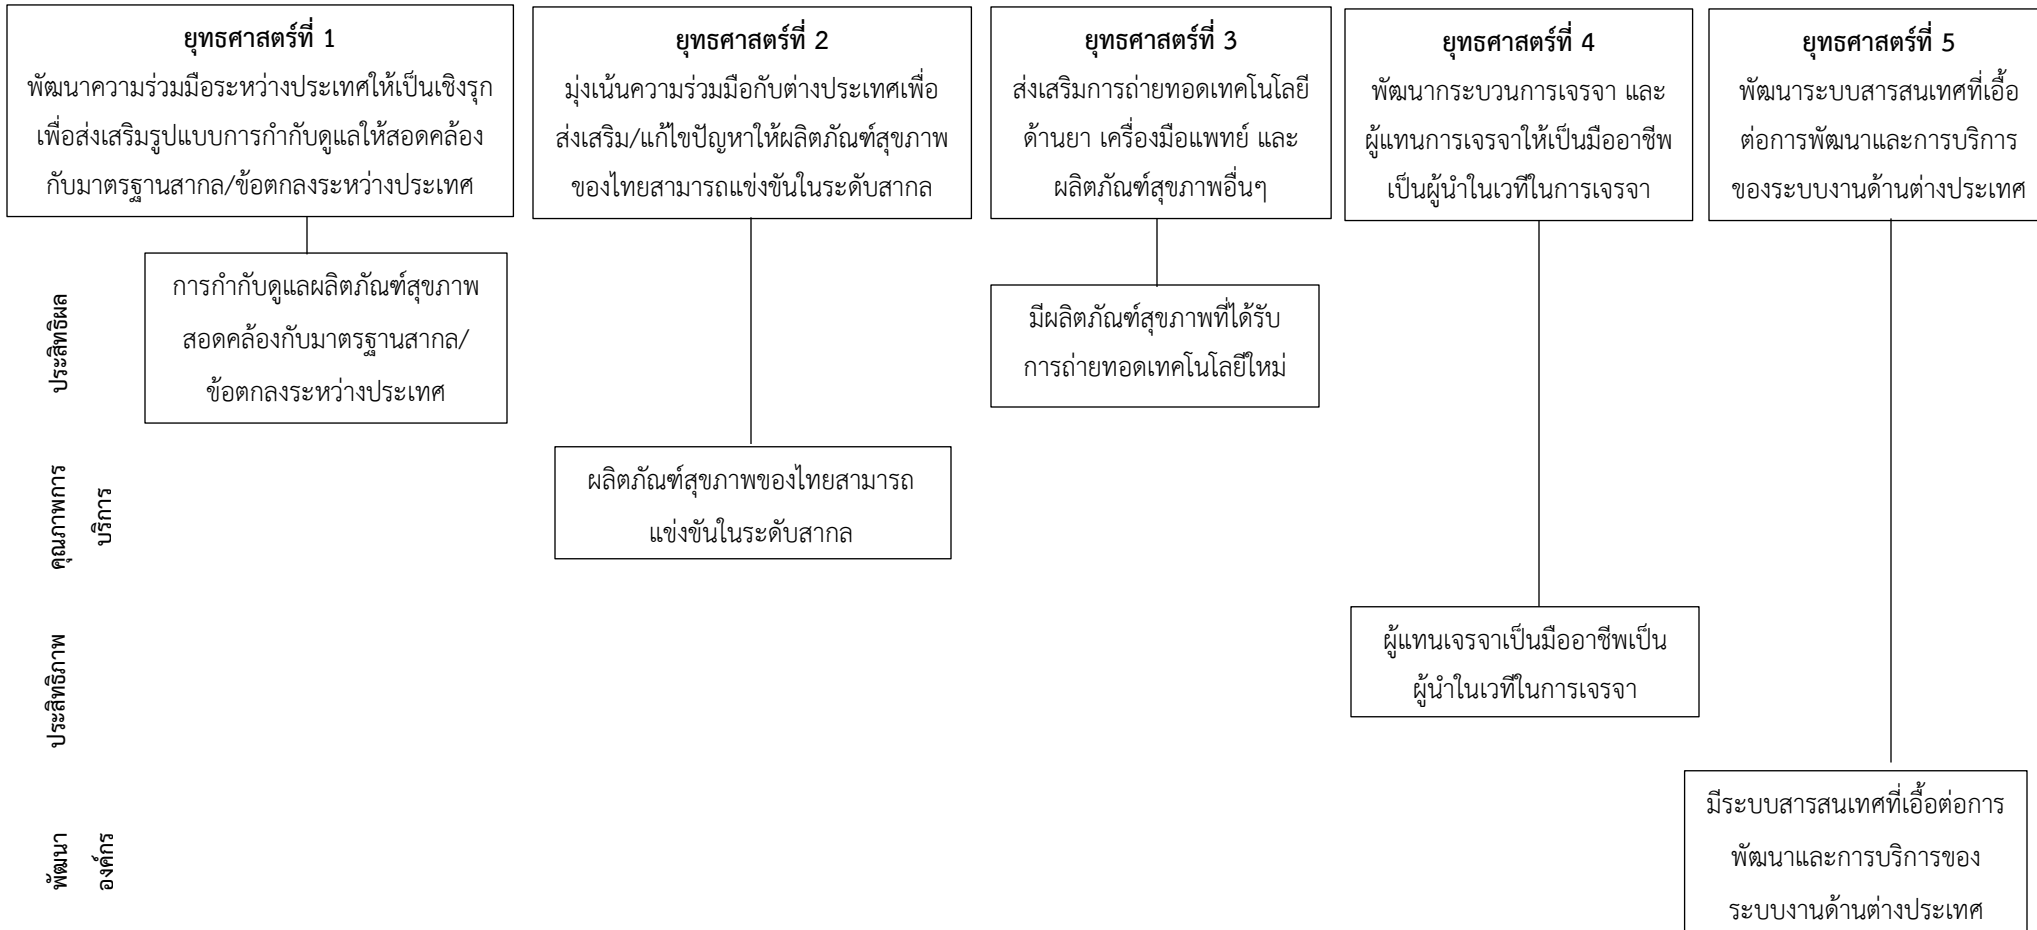 ยุทธศาสตร์ที่ 1
พัฒนาความร่วมมือระหว่างประเทศให้เป็นเชิงรุก
เพื่อส่งเสริมรูปแบบการกำกับดูแลให้สอดคล้อง
กับมาตรฐานสากล/ข้อตกลงระหว่างประเทศ
ยุทธศาสตร์ที่ 2
มุ่งเน้นความร่วมมือกับต่างประเทศเพื่อ
ส่งเสริม/แก้ไขปัญหาให้ผลิตภัณฑ์สุขภาพ
ของไทยสามารถแข่งขันในระดับสากล
ยุทธศาสตร์ที่ 3
ส่งเสริมการถ่ายทอดเทคโนโลยี
ด้านยา เครื่องมือแพทย์ และ
ผลิตภัณฑ์สุขภาพอื่นๆ
ยุทธศาสตร์ที่ 4
พัฒนากระบวนการเจรจา และ
ผู้แทนการเจรจาให้เป็นมืออาชีพ
เป็นผู้นำในเวทีในการเจรจา
ยุทธศาสตร์ที่ 5
พัฒนาระบบสารสนเทศที่เอื้อ
ต่อการพัฒนาและการบริการ
ของระบบงานด้านต่างประเทศ
ประสิทธิผล
การกำกับดูแลผลิตภัณฑ์สุขภาพ
สอดคล้องกับมาตรฐานสากล/
ข้อตกลงระหว่างประเทศ
มีผลิตภัณฑ์สุขภาพที่ได้รับ
การถ่ายทอดเทคโนโลยีใหม่
คุณภาพการ
บริการ
ผลิตภัณฑ์สุขภาพของไทยสามารถ
แข่งขันในระดับสากล
ประสิทธิภาพ
ผู้แทนเจรจาเป็นมืออาชีพเป็น
ผู้นำในเวทีในการเจรจา
พัฒนา
องค์กร
มีระบบสารสนเทศที่เอื้อต่อการ
พัฒนาและการบริการของ
ระบบงานด้านต่างประเทศ